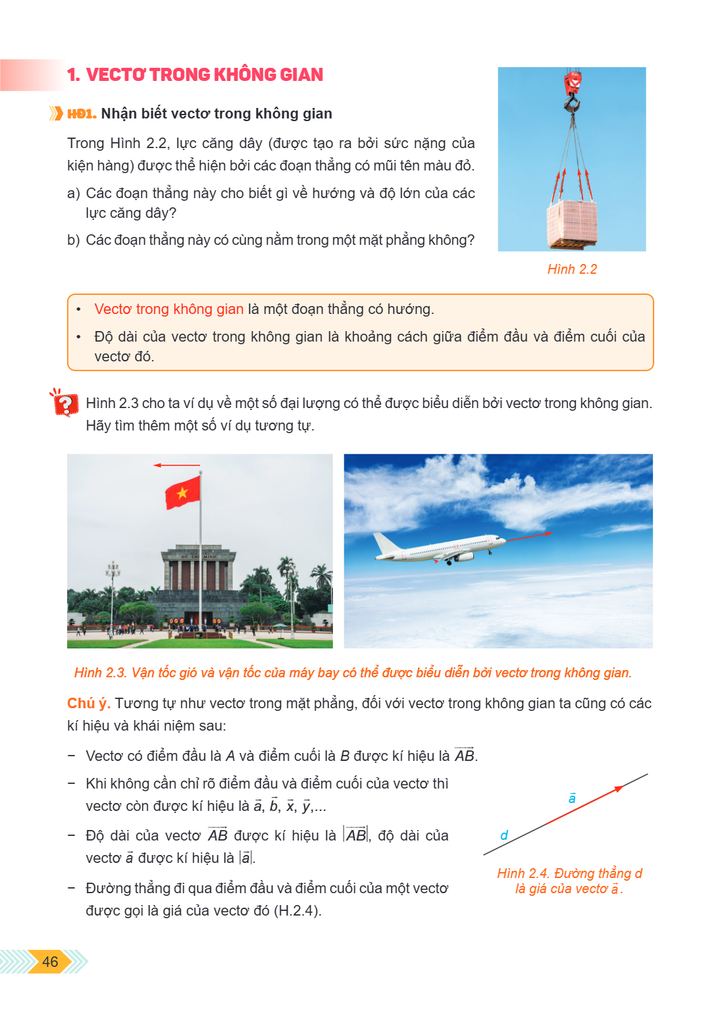 1. VECTƠ TRONG KHÔNG GIAN
HĐ1. Nhận biết vectơ trong không gian
Trong Hình 2.2, lực căng dây (được tạo ra bởi sức nặng của
kiện hàng) được thể hiện bởi các đoạn thẳng có mũi tên màu đỏ.
a) Các đoạn thẳng này cho biết gì về hướng và độ lớn của các
lực căng dây?
b) Các đoạn thẳng này có cùng nằm trong một mặt phẳng không?
Hình 2.2
• Vectơ trong không gian là một đoạn thẳng có hướng.
• Độ dài của vectơ trong không gian là khoảng cách giữa điểm đầu và điểm cuối của
vectơ đó.
? Hình 2.3 cho ta ví dụ về một số đại lượng có thể được biểu diễn bởi vectơ trong không gian.
Hãy tìm thêm một số ví dụ tương tự.
Hình 2.3. Vận tốc gió và vận tốc của máy bay có thể được biểu diễn bởi vectơ trong không gian.
Chú ý. Tương tự như vectơ trong mặt phẳng, đối với vectơ trong không gian ta cũng có các
kí hiệu và khái niệm sau:
− Vectơ có điểm đầu là A và điểm cuối là B được kí hiệu là $\overrightarrow{AB}$.
− Khi không cần chỉ rõ điểm đầu và điểm cuối của vectơ thì
vectơ còn được kí hiệu là $\vec{a}$, $\vec{b}$, $\vec{x}$, $\vec{y}$,...
− Độ dài của vectơ $\overrightarrow{AB}$ được kí hiệu là $|\overrightarrow{AB}|$, độ dài của
vectơ $\vec{a}$ được kí hiệu là $|\vec{a}|$.
− Đường thẳng đi qua điểm đầu và điểm cuối của một vectơ
được gọi là giá của vectơ đó (H.2.4).
$\vec{a}$
d
Hình 2.4. Đường thẳng d
là giá của vectơ $\vec{a}$.
46